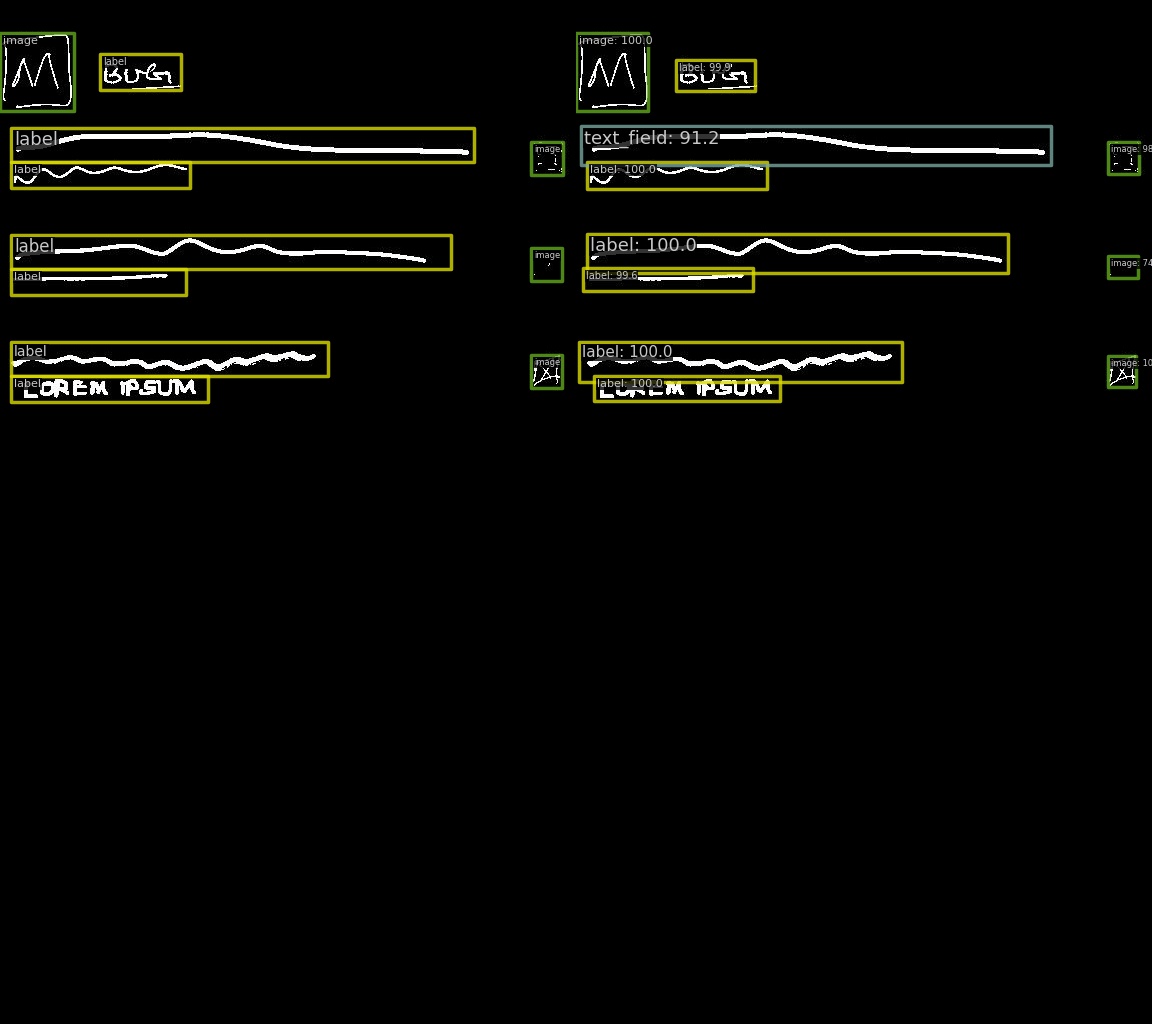 image
M
label
BUG
label
image
label
label
image
label
label
image
label
LOREM IPSUM
image: 100.0
M
label: 99.9
BUG
text_field: 91.2
image: 98
label: 100.0
label: 100.0
image: 74
label: 99.6
label: 100.0
image: 10
label: 100.0
LOREM IPSUM